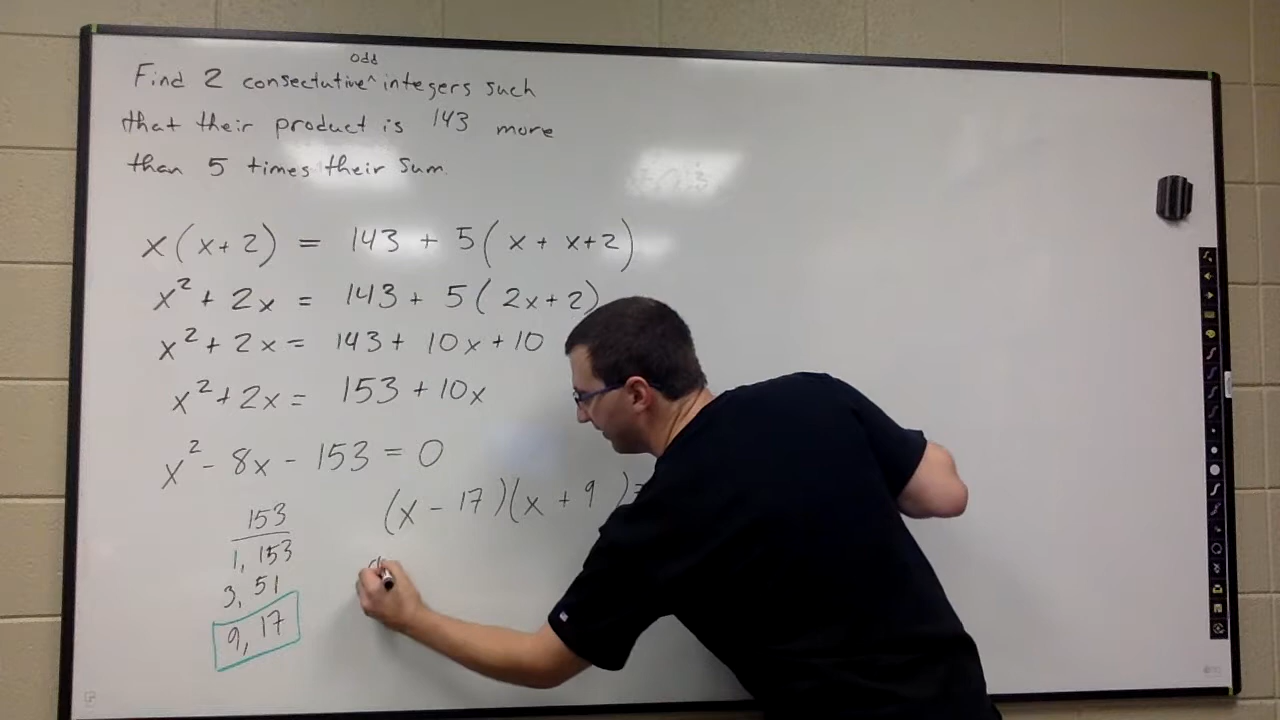 odd
Find 2 consectutive^ integers such
that their product is 143 more
than 5 times their sum.
x(x+2) = 143 + 5(x + x+2)
x² + 2x = 143 + 5(2x+2)
x² + 2x = 143 + 10x + 10
x² + 2x = 153 + 10x
x² - 8x - 153 = 0
(x - 17)(x + 9) =
153
1, 153
3, 51
9, 17